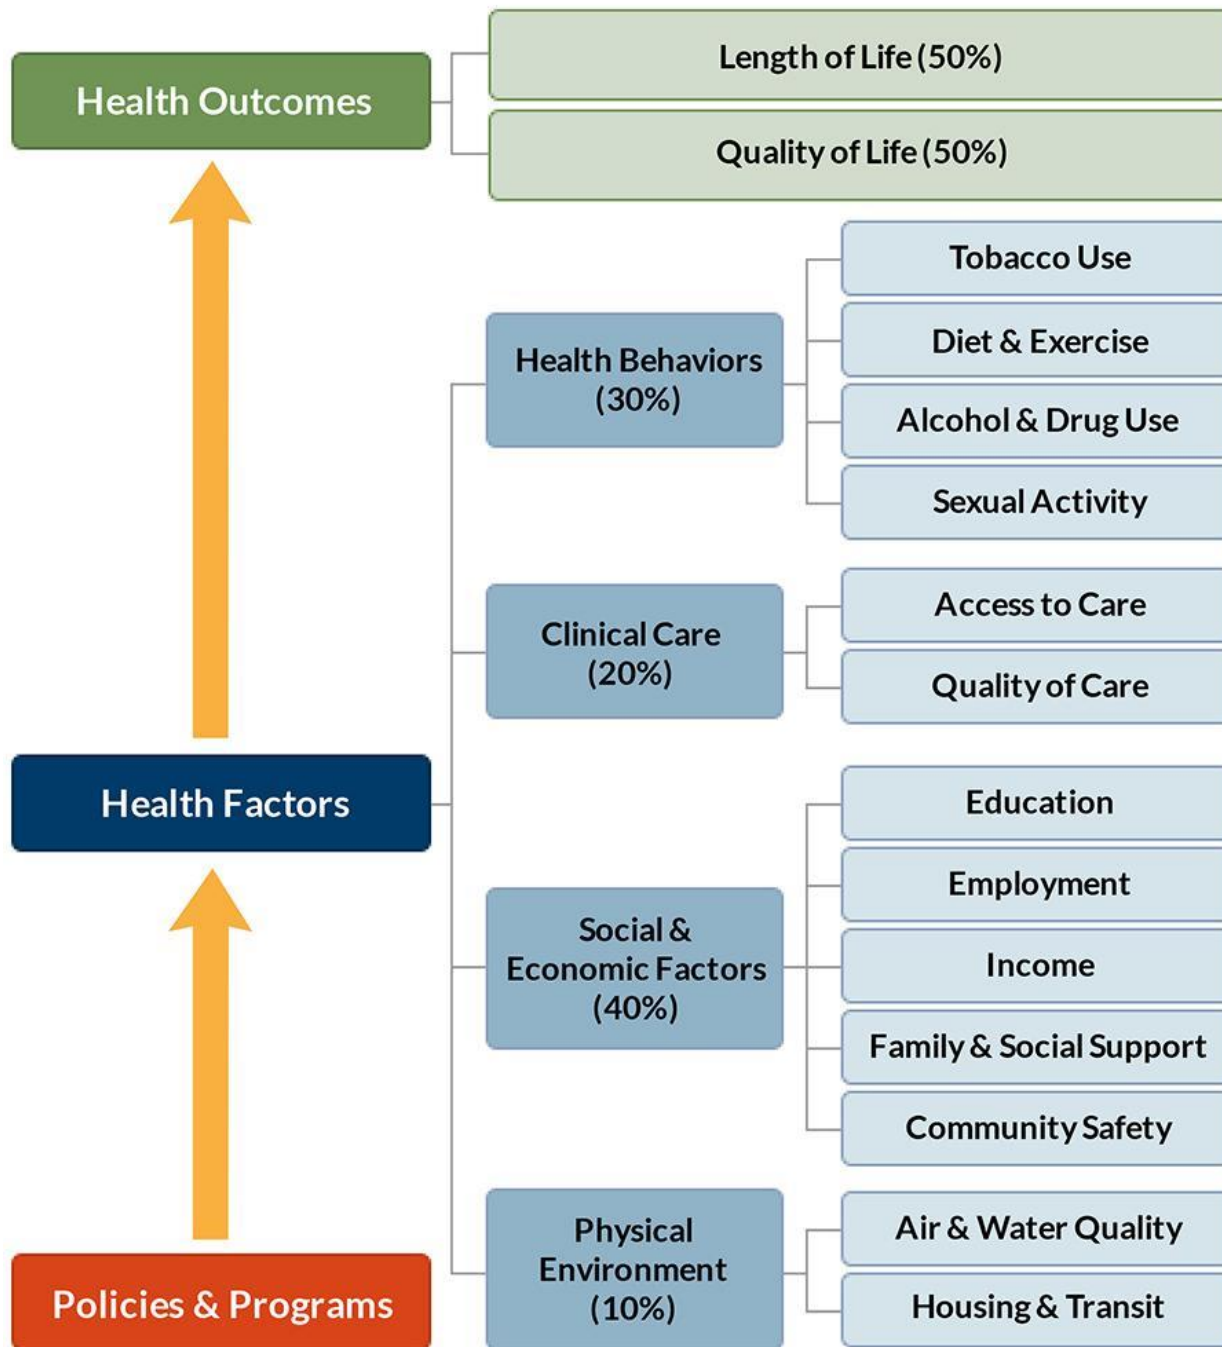 Health Outcomes
Length of Life (50%)
Quality of Life (50%)
Health Factors
Health Behaviors
(30%)
Tobacco Use
Diet & Exercise
Alcohol & Drug Use
Sexual Activity
Clinical Care
(20%)
Access to Care
Quality of Care
Social &
Economic Factors
(40%)
Education
Employment
Income
Family & Social Support
Community Safety
Physical
Environment
(10%)
Air & Water Quality
Housing & Transit
Policies & Programs